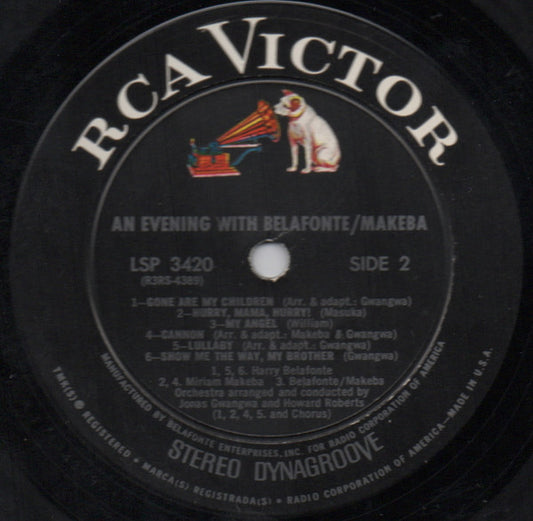 RCA VICTOR
AN EVENING WITH BELAFONTE/MAKEBA
LSP 3420
(R3RS-4389)
SIDE 2
1—GONE ARE MY CHILDREN (Arr. & adapt.: Gwangwa)
2—HURRY, MAMA, HURRY! (Masuka)
3—MY ANGEL (William)
4—CANNON (Arr. & adapt.: Makeba & Gwangwa)
5—LULLABY (Arr. & adapt.: Gwangwa)
6—SHOW ME THE WAY, MY BROTHER (Gwangwa)
1, 5, 6. Harry Belafonte
2, 4. Miriam Makeba 3. Belafonte/Makeba
Orchestra arranged and conducted by
Jonas Gwangwa and Howard Roberts
(1, 2, 4, 5. and Chorus)
MANUFACTURED BY BELAFONTE ENTERPRISES, INC. FOR RADIO CORPORATION OF AMERICA
STEREO DYNAGROOVE
TMK(S) ® REGISTERED • MARCA(S) REGISTRADA(S) • RADIO CORPORATION OF AMERICA—MADE IN U.S.A.